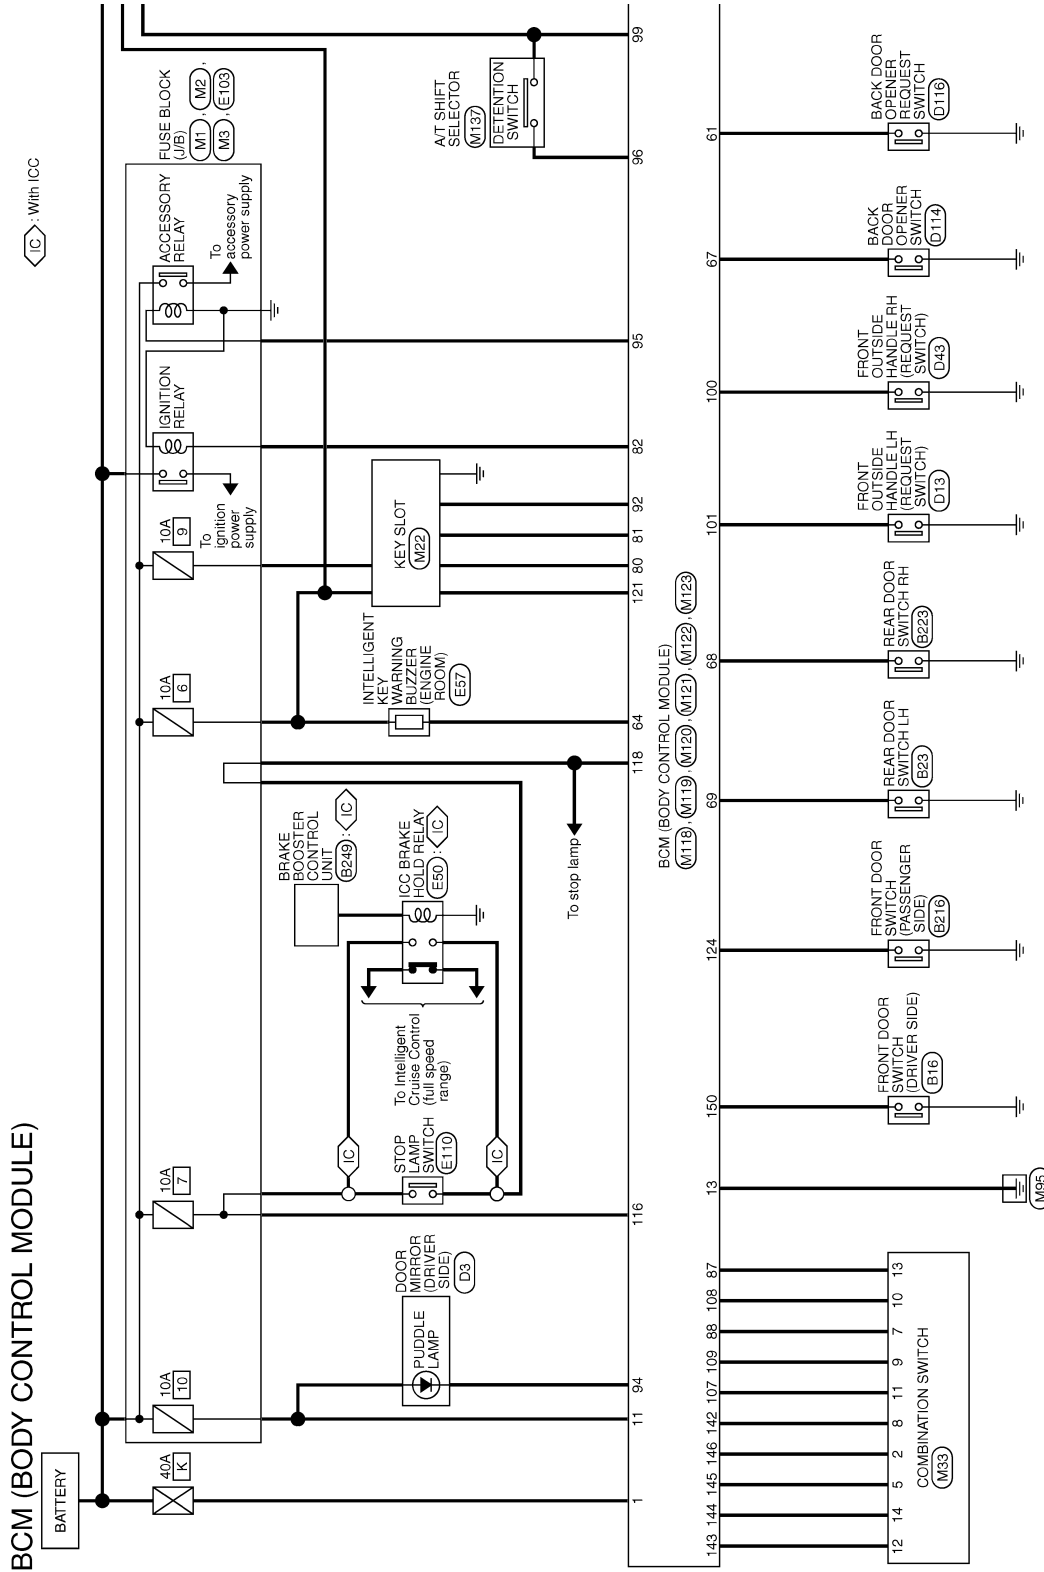 BCM (BODY CONTROL MODULE)
IC : With ICC
BATTERY
40A
K
10A
10
10A
7
10A
6
10A
9
IGNITION
RELAY
To
ignition
power
supply
ACCESSORY
RELAY
To
accessory
power supply
FUSE BLOCK
(J/B)
M1 , M2 ,
M3 , E103
DOOR
MIRROR
(DRIVER
SIDE)
D3
PUDDLE
LAMP
STOP
LAMP
SWITCH
E110
IC
IC
To Intelligent
Cruise Control
(full speed
range)
BRAKE
BOOSTER
CONTROL
UNIT
B249 : IC
ICC BRAKE
HOLD RELAY
E50 : IC
To stop lamp
INTELLIGENT
KEY
WARNING
BUZZER
(ENGINE
ROOM)
E57
KEY SLOT
M22
A/T SHIFT
SELECTOR
M137
DETENTION
SWITCH
1
11
94
116
118
64
121
80
81
92
82
95
96
99
BCM (BODY CONTROL MODULE)
M118 , M119 , M120 , M121 , M122 , M123
143
144
145
146
142
107
109
88
108
87
13
150
124
69
68
101
100
67
61
12
14
5
2
8
11
9
7
10
13
COMBINATION SWITCH
M33
M95
FRONT DOOR
SWITCH
(DRIVER SIDE)
B16
FRONT DOOR
SWITCH
(PASSENGER
SIDE)
B216
REAR DOOR
SWITCH LH
B23
REAR DOOR
SWITCH RH
B223
FRONT
OUTSIDE
HANDLE LH
(REQUEST
SWITCH)
D13
FRONT
OUTSIDE
HANDLE RH
(REQUEST
SWITCH)
D43
BACK
DOOR
OPENER
SWITCH
D114
BACK DOOR
OPENER
REQUEST
SWITCH
D116